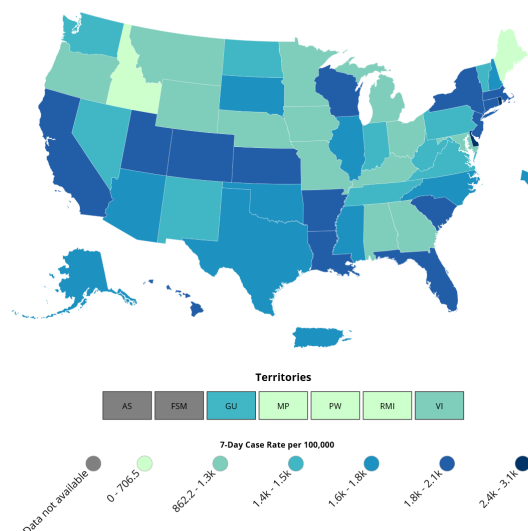 Territories
AS FSM GU MP PW RMI VI
7-Day Case Rate per 100,000
Data not available
0 - 706.5
862.2 - 1.3k
1.4k - 1.5k
1.6k - 1.8k
1.8k - 2.1k
2.4k - 3.1k